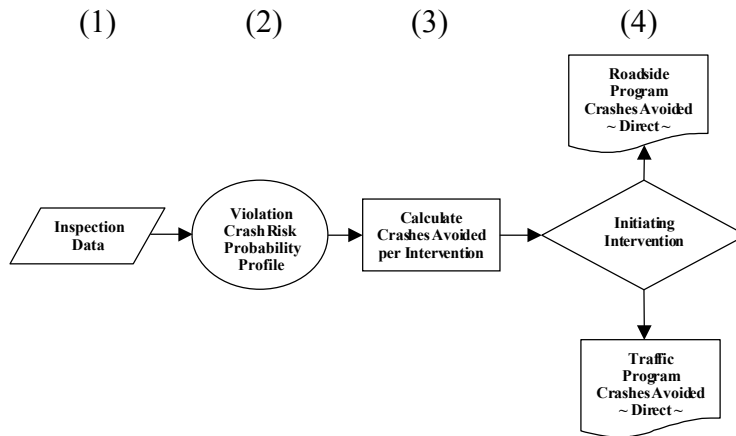 (1)
(2)
(3)
(4)
Inspection
Data
Violation
Crash Risk
Probability
Profile
Calculate
Crashes Avoided
per Intervention
Initiating
Intervention
Roadside
Program
Crashes Avoided
~ Direct ~
Traffic
Program
Crashes Avoided
~ Direct ~